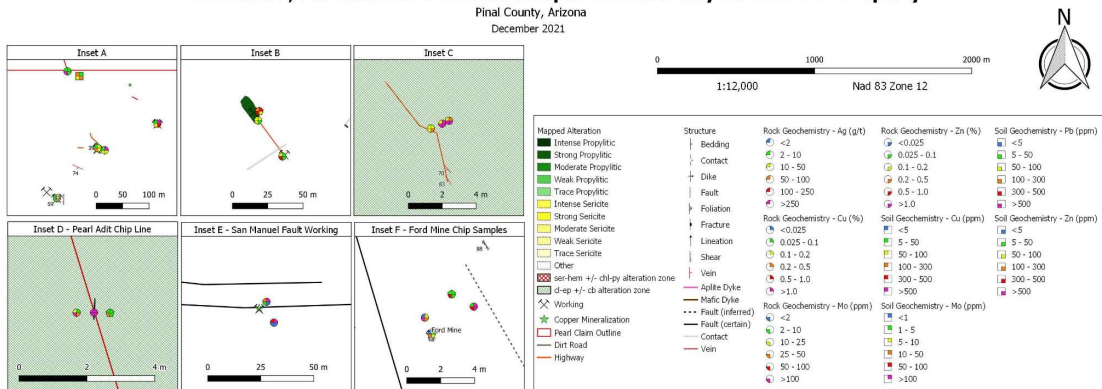 Pinal County, Arizona
December 2021
N
0 1000 2000 m
1:12,000 Nad 83 Zone 12
Inset A
39
74
59
0 50 100 m
Inset B
0 25 50 m
Inset C
70
83
0 2 4 m
Inset D - Pearl Adit Chip Line
0 2 4 m
Inset E - San Manuel Fault Working
0 25 50 m
Inset F - Ford Mine Chip Samples
88
Ford Mine
0 2 4 m
Mapped Alteration
Intense Propylitic
Strong Propylitic
Moderate Propylitic
Weak Propylitic
Trace Propylitic
Intense Sericite
Strong Sericite
Moderate Sericite
Weak Sericite
Trace Sericite
Other
ser-hem +/- chl-py alteration zone
cl-ep +/- cb alteration zone
Working
Copper Mineralization
Pearl Claim Outline
Dirt Road
Highway
Structure
Bedding
Contact
Dike
Fault
Foliation
Fracture
Lineation
Shear
Vein
Aplite Dyke
Mafic Dyke
Fault (inferred)
Fault (certain)
Contact
Vein
Rock Geochemistry - Ag (g/t)
<2
2 - 10
10 - 50
50 - 100
100 - 250
>250
Rock Geochemistry - Cu (%)
<0.025
0.025 - 0.1
0.1 - 0.2
0.2 - 0.5
0.5 - 1.0
>1.0
Rock Geochemistry - Mo (ppm)
<2
2 - 10
10 - 25
25 - 50
50 - 100
>100
Rock Geochemistry - Zn (%)
<0.025
0.025 - 0.1
0.1 - 0.2
0.2 - 0.5
0.5 - 1.0
>1.0
Soil Geochemistry - Cu (ppm)
<5
5 - 50
50 - 100
100 - 300
300 - 500
>500
Soil Geochemistry - Mo (ppm)
<1
1 - 5
5 - 10
10 - 50
50 - 100
>100
Soil Geochemistry - Pb (ppm)
<5
5 - 50
50 - 100
100 - 300
300 - 500
>500
Soil Geochemistry - Zn (ppm)
<5
5 - 50
50 - 100
100 - 300
300 - 500
>500